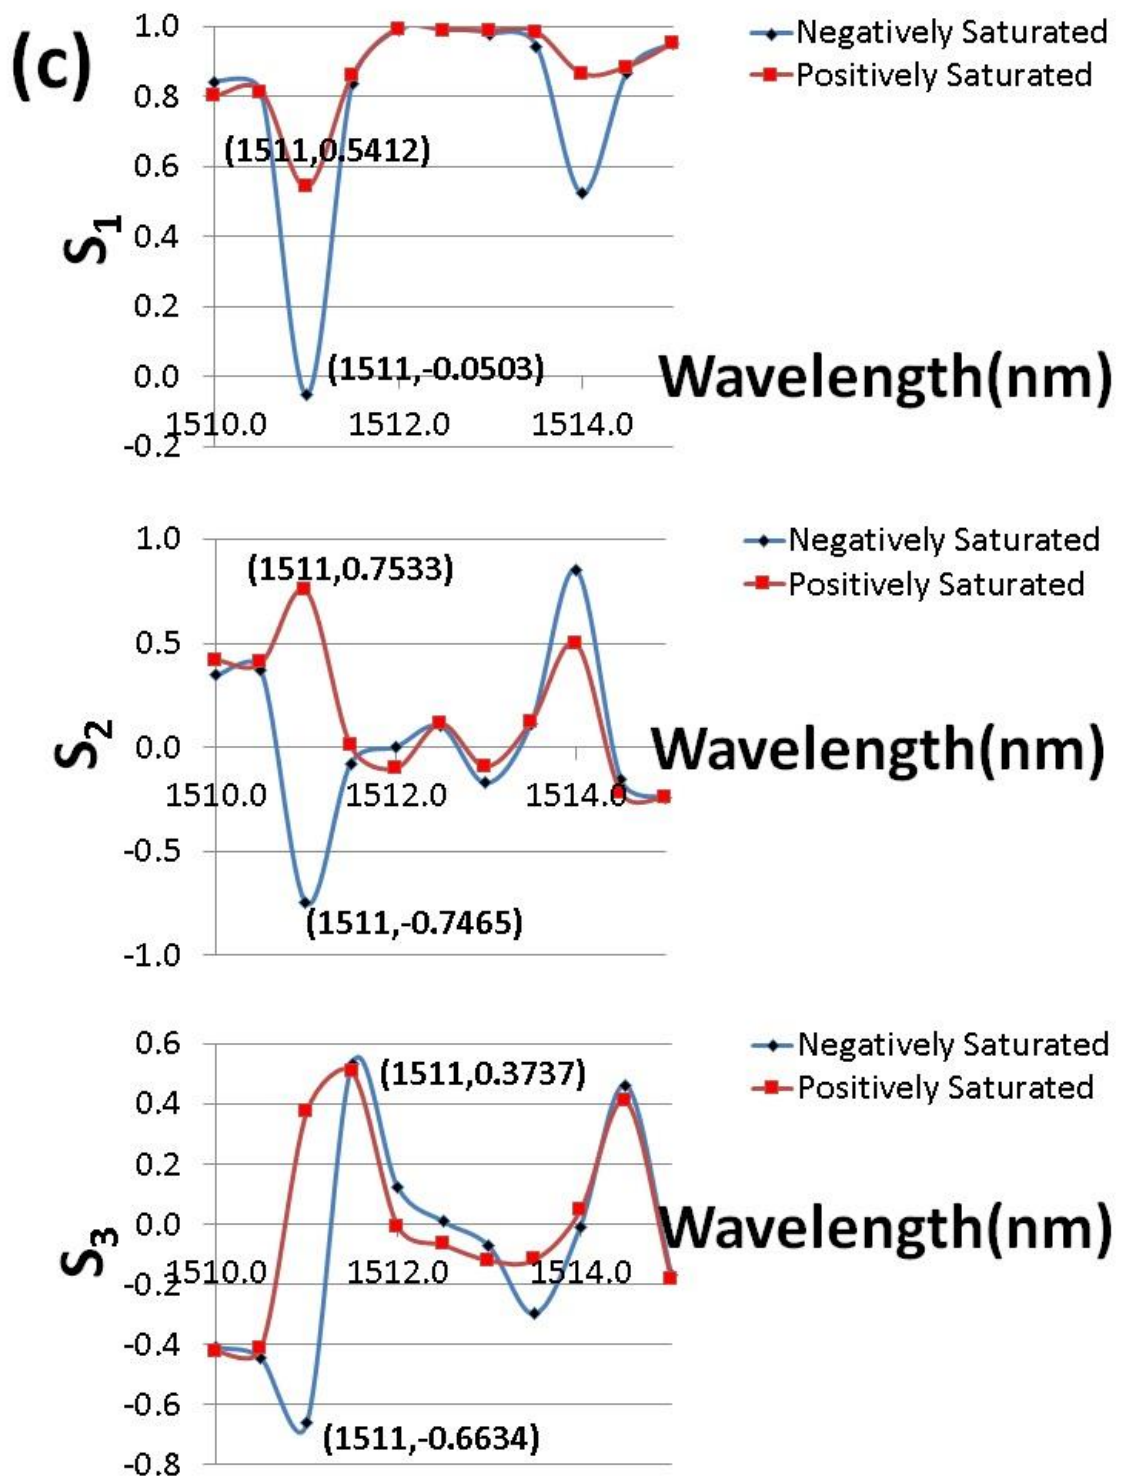 (c)
1.0
0.8
0.6
0.4
0.2
0.0
-0.2
S1
Negatively Saturated
Positively Saturated
(1511,0.5412)
(1511,-0.0503)
Wavelength(nm)
1510.0 1512.0 1514.0
1.0
0.5
0.0
-0.5
-1.0
S2
Negatively Saturated
Positively Saturated
(1511,0.7533)
Wavelength(nm)
1510.0 1512.0 1514.0
(1511,-0.7465)
0.6
0.4
0.2
0.0
-0.2
-0.4
-0.6
-0.8
S3
Negatively Saturated
Positively Saturated
(1511,0.3737)
Wavelength(nm)
1510.0 1512.0 1514.0
(1511,-0.6634)